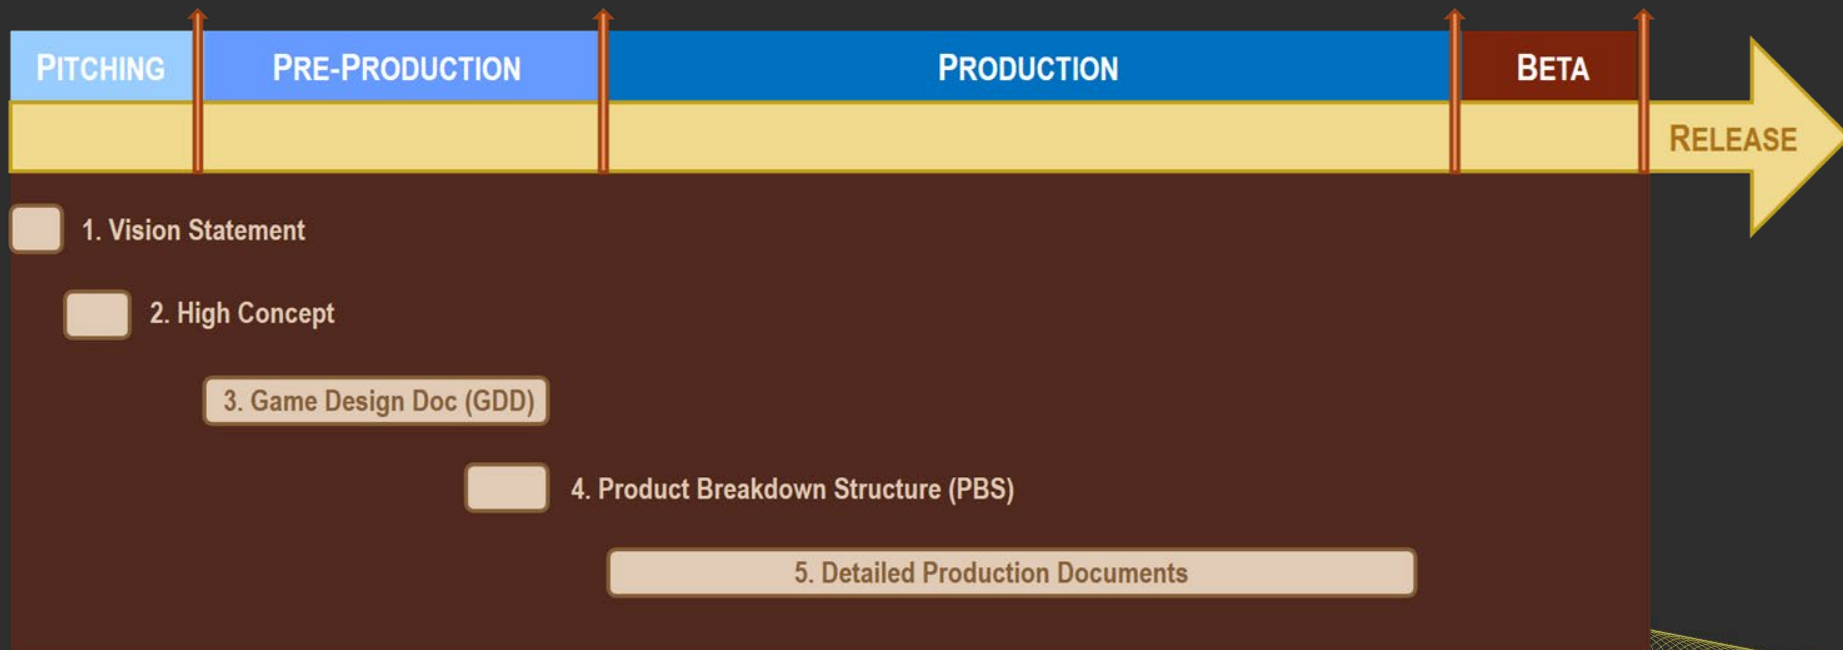 PITCHING
PRE-PRODUCTION
PRODUCTION
BETA
RELEASE
1. Vision Statement
2. High Concept
3. Game Design Doc (GDD)
4. Product Breakdown Structure (PBS)
5. Detailed Production Documents